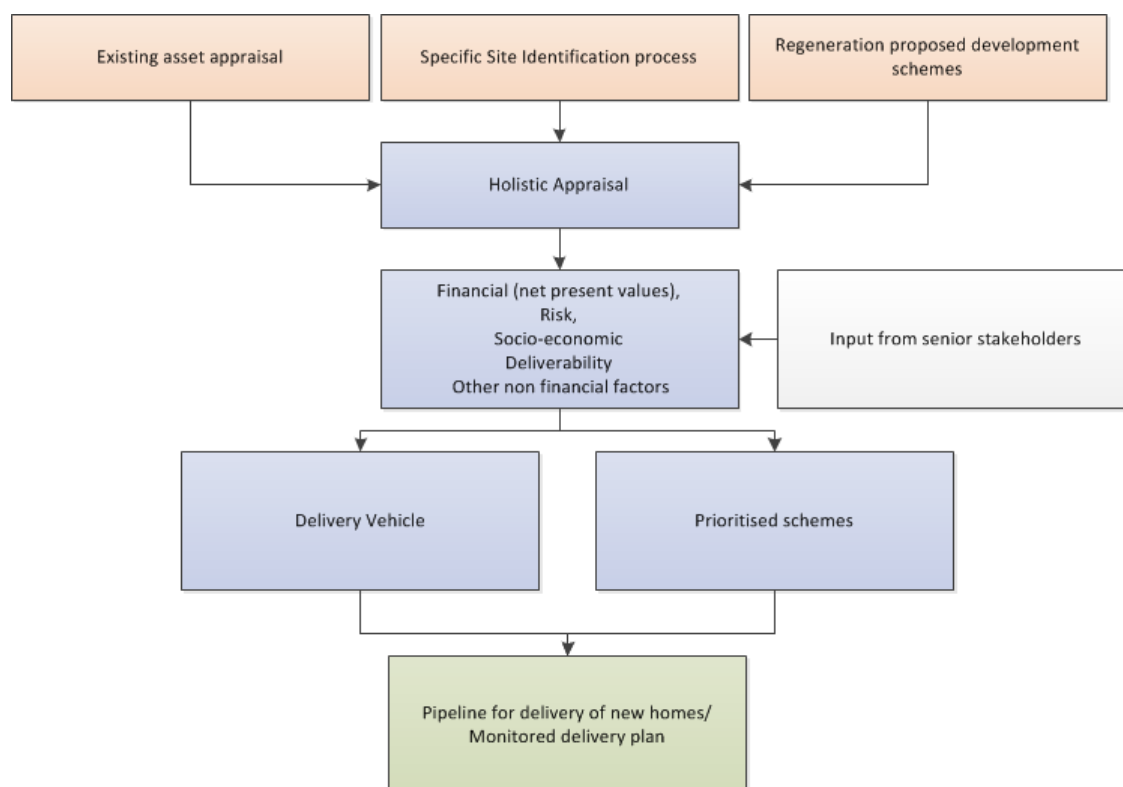 Existing asset appraisal
Specific Site Identification process
Regeneration proposed development
schemes
Holistic Appraisal
Financial (net present values),
Risk,
Socio-economic
Deliverability
Other non financial factors
Input from senior stakeholders
Delivery Vehicle
Prioritised schemes
Pipeline for delivery of new homes/
Monitored delivery plan